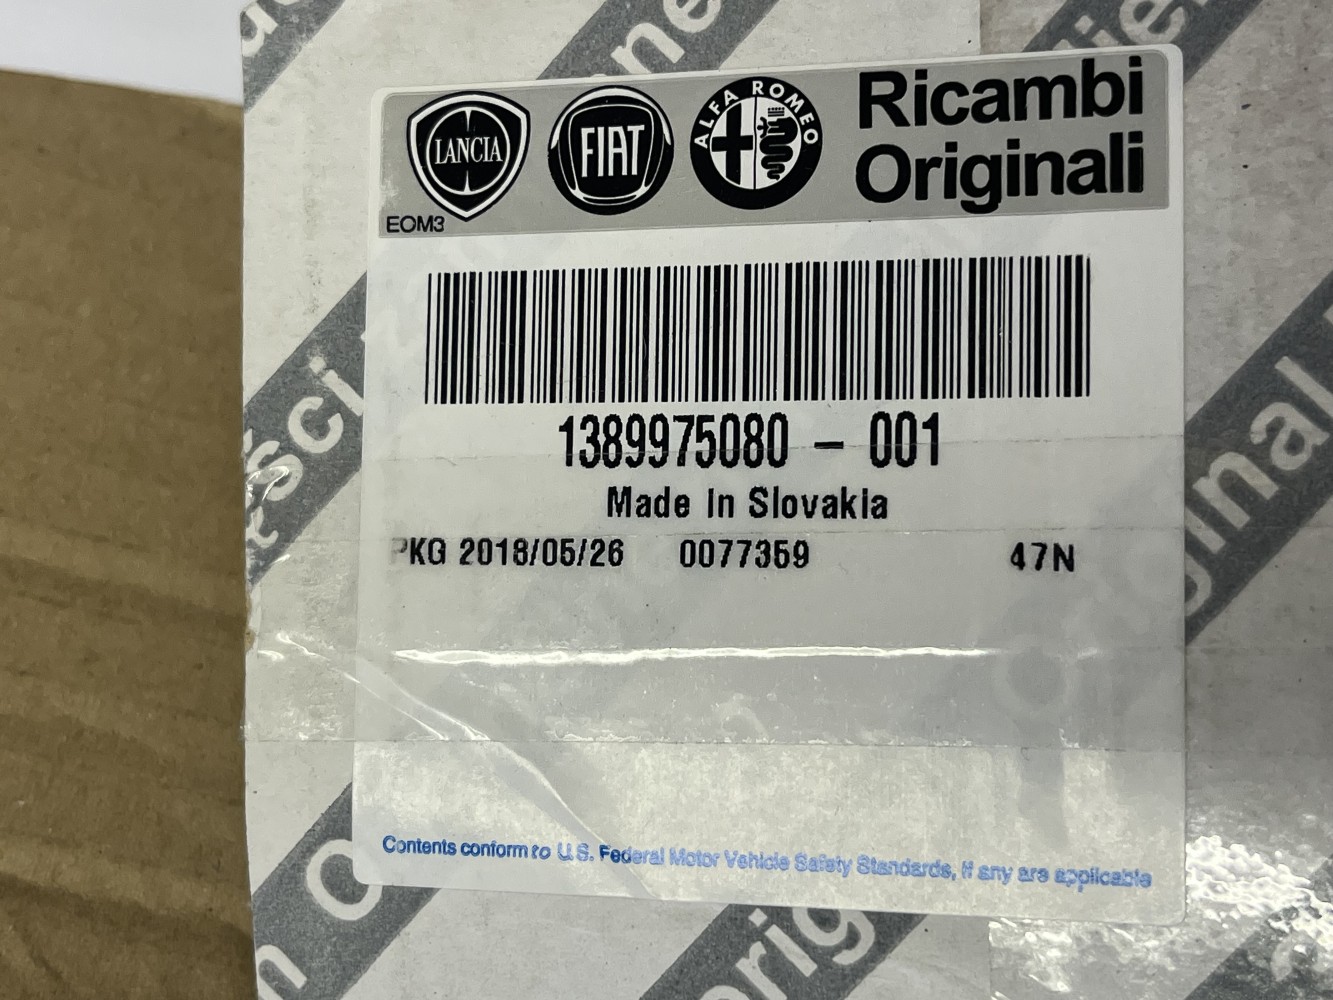 LANCIA
FIAT
ALFA ROMEO
Ricambi
Originali
EOM3
1389975080 - 001
Made In Slovakia
PKG 2018/05/26 0077359 47N
Contents conform to U.S. Federal Motor Vehicle Safety Standards, if any are applicable